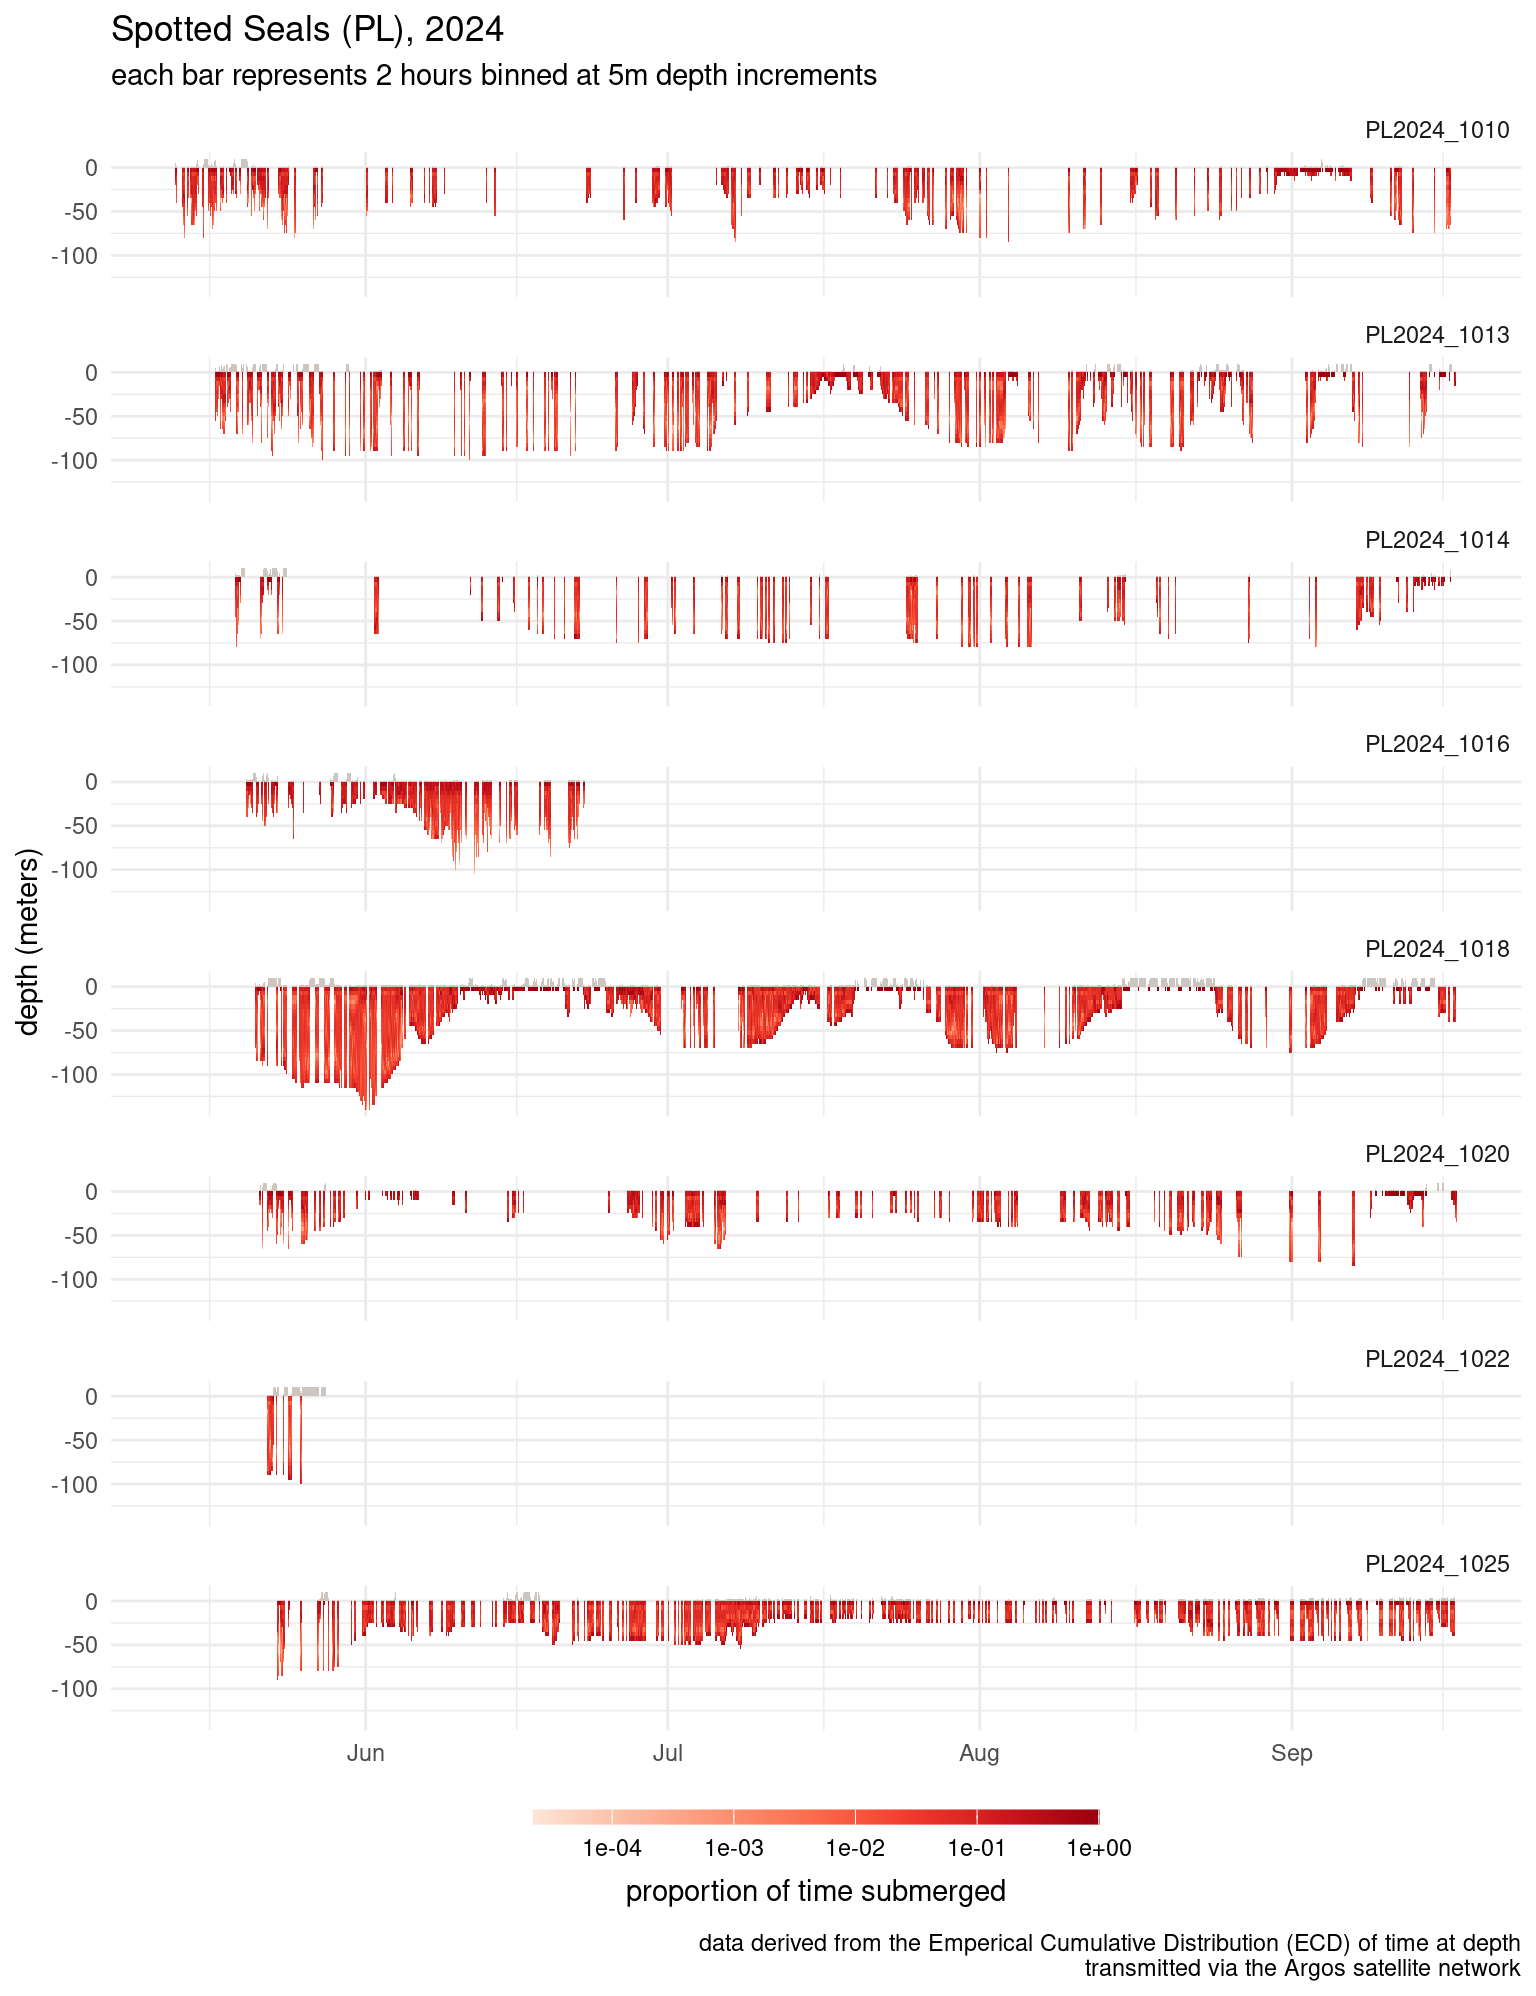 Spotted Seals (PL), 2024
each bar represents 2 hours binned at 5m depth increments
PL2024_1010
0
-50
-100
PL2024_1013
0
-50
-100
PL2024_1014
0
-50
-100
PL2024_1016
0
-50
-100
depth (meters)
PL2024_1018
0
-50
-100
PL2024_1020
0
-50
-100
PL2024_1022
0
-50
-100
PL2024_1025
0
-50
-100
Jun Jul Aug Sep
1e-04 1e-03 1e-02 1e-01 1e+00
proportion of time submerged
data derived from the Emperical Cumulative Distribution (ECD) of time at depth
transmitted via the Argos satellite network